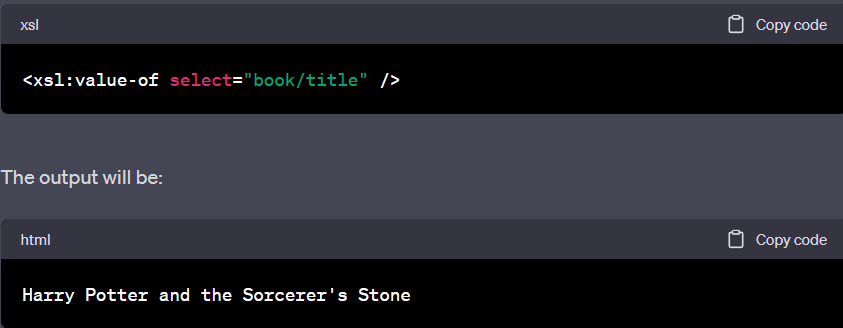 xsl Copy code
<xsl:value-of select="book/title" />
The output will be:
html Copy code
Harry Potter and the Sorcerer's Stone